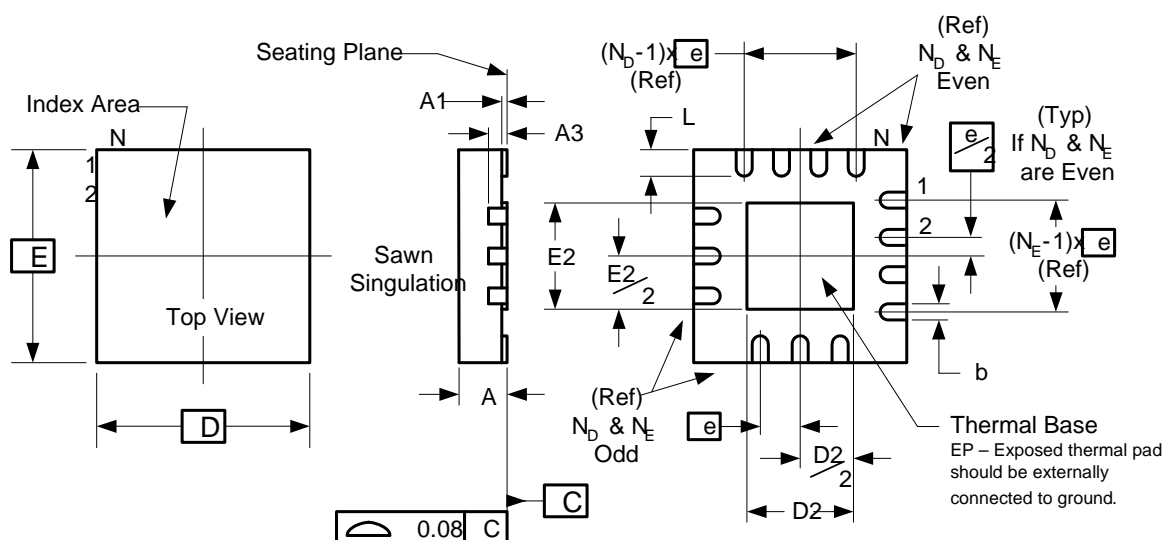 Seating Plane
Index Area
N
1
2
E
Top View
D
A1
A3
Sawn
Singulation
A
C
0.08 C
(N_D-1)x e
(Ref)
L
(Ref)
N_D & N_E
Even
N
1
2
e/2
(Typ)
If N_D & N_E
are Even
(N_E-1)x e
(Ref)
E2
E2/2
b
(Ref)
N_D & N_E
Odd
e
D2/2
D2
Thermal Base
EP – Exposed thermal pad
should be externally
connected to ground.